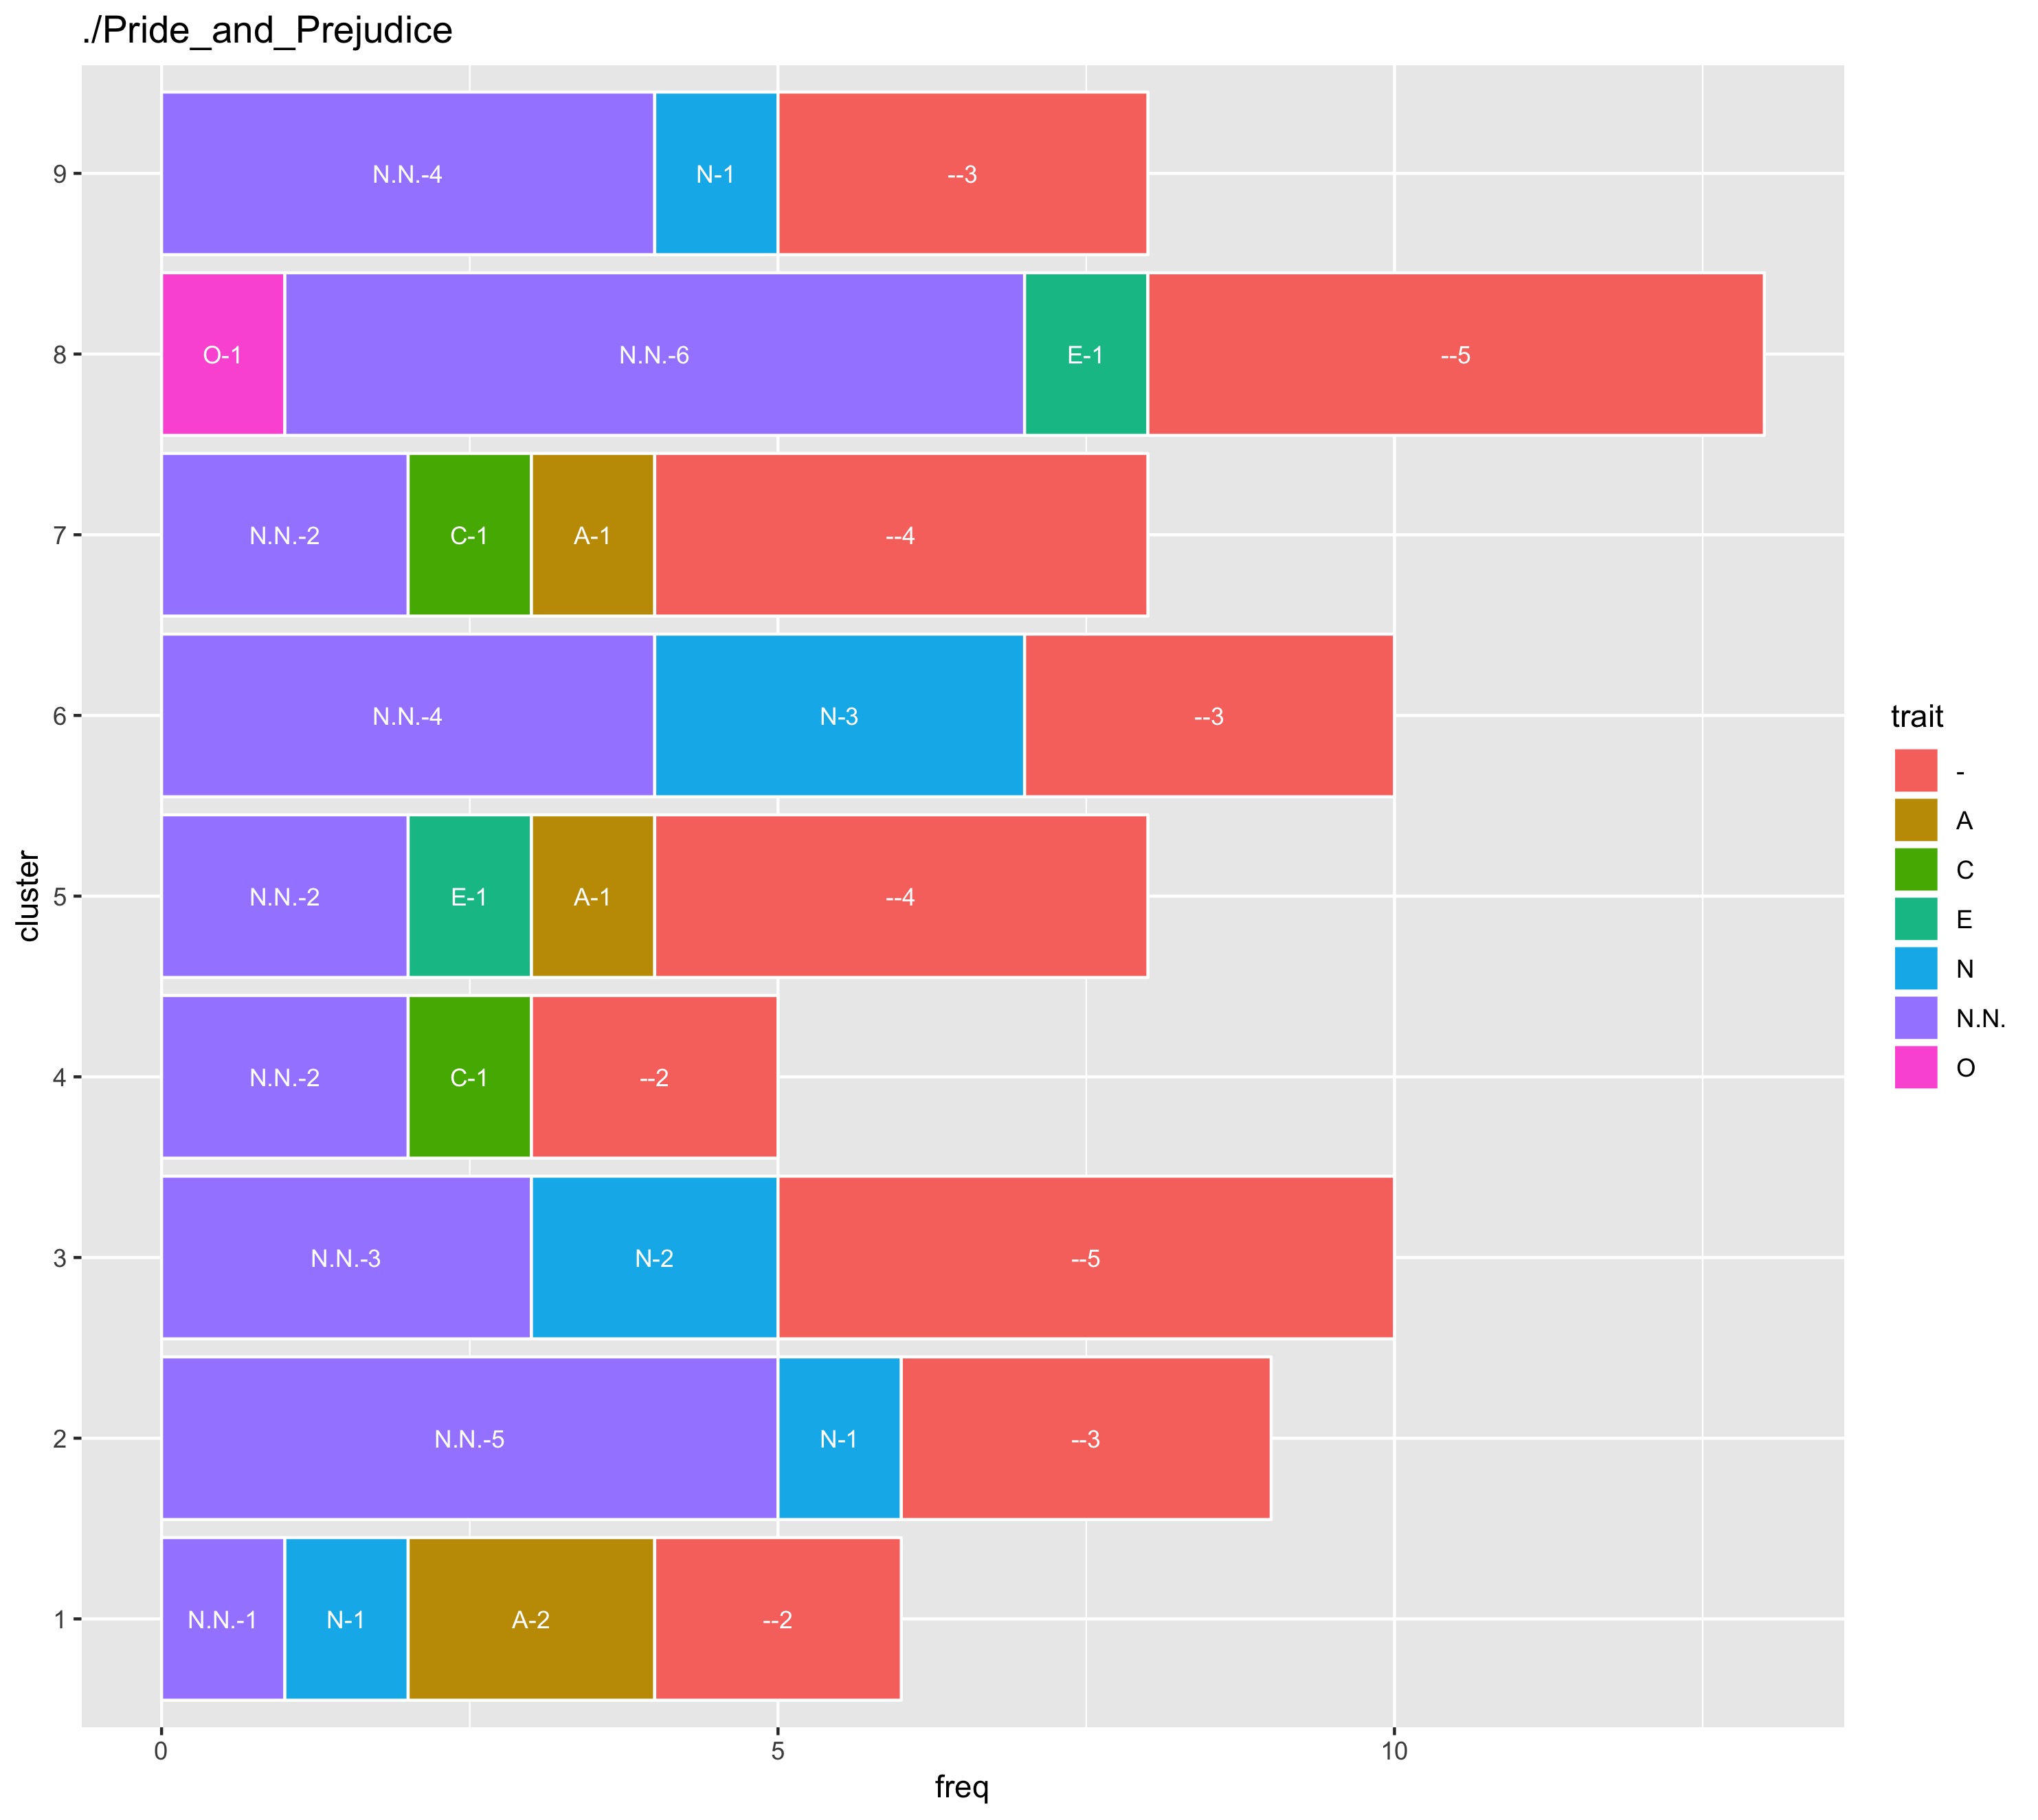 ./Pride_and_Prejudice
9
N.N.-4 N-1 --3
8
O-1 N.N.-6 E-1 --5
7
N.N.-2 C-1 A-1 --4
6
N.N.-4 N-3 --3
5
N.N.-2 E-1 A-1 --4
4
N.N.-2 C-1 --2
3
N.N.-3 N-2 --5
2
N.N.-5 N-1 --3
1
N.N.-1 N-1 A-2 --2
0 5 10
freq
cluster
trait
-
A
C
E
N
N.N.
O